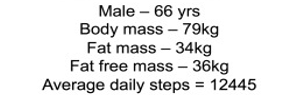 Male – 66 yrs
Body mass – 79kg
Fat mass – 34kg
Fat free mass – 36kg
Average daily steps = 12445